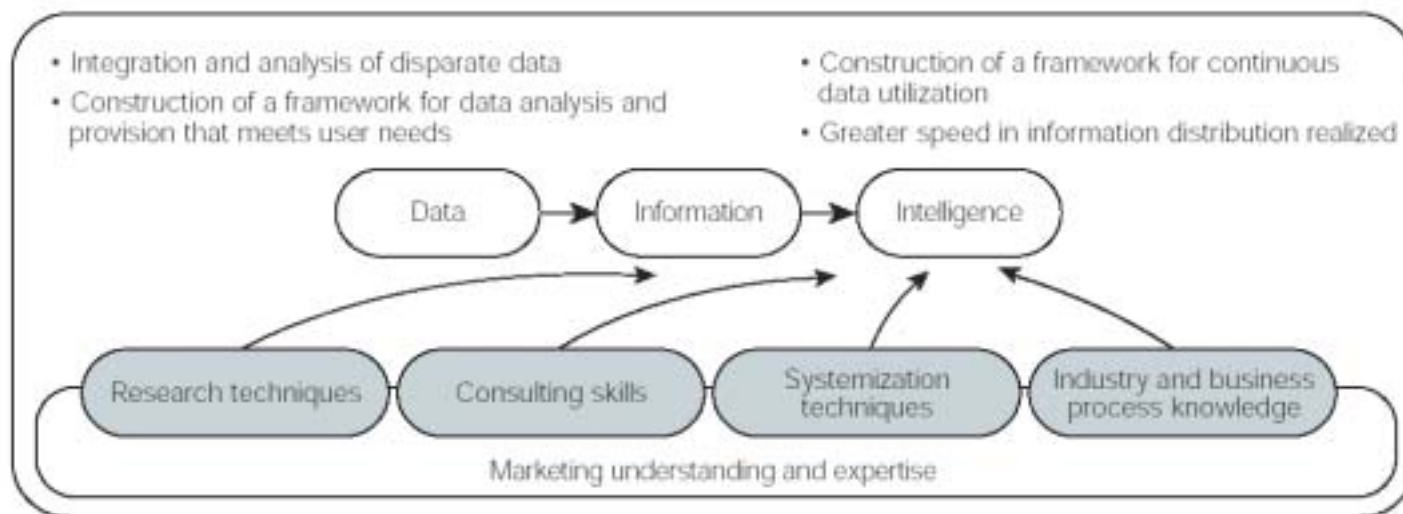 • Integration and analysis of disparate data
• Construction of a framework for data analysis and
provision that meets user needs
• Construction of a framework for continuous
data utilization
• Greater speed in information distribution realized
Data
Information
Intelligence
Research techniques
Consulting skills
Systemization
techniques
Industry and business
process knowledge
Marketing understanding and expertise